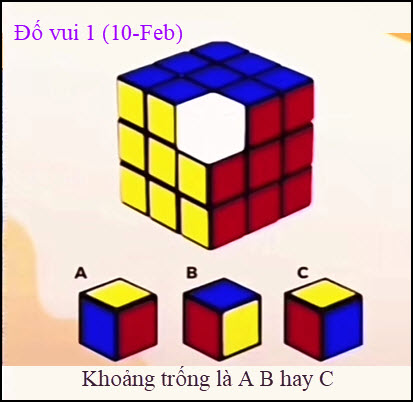 Đố vui 1 (10-Feb)
A B C
Khoảng trống là A B hay C